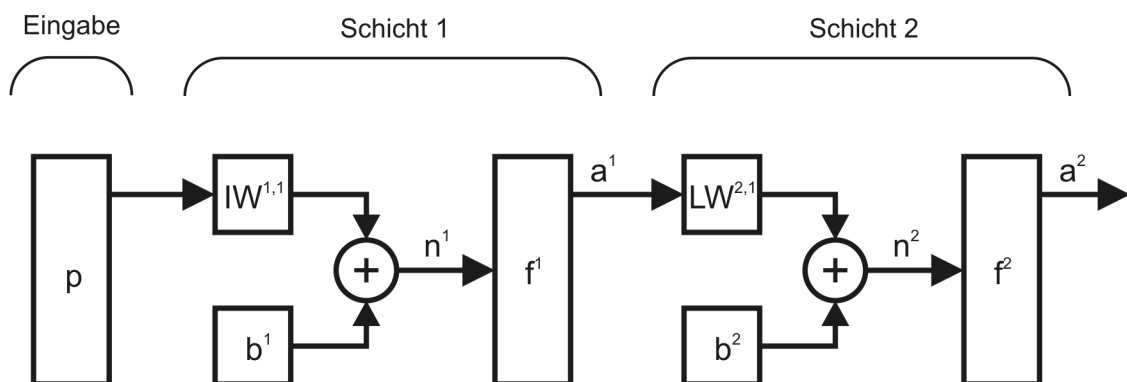 Eingabe
Schicht 1
Schicht 2
p
IW¹,¹
+
b¹
n¹
f¹
a¹
LW²,¹
+
b²
n²
f²
a²